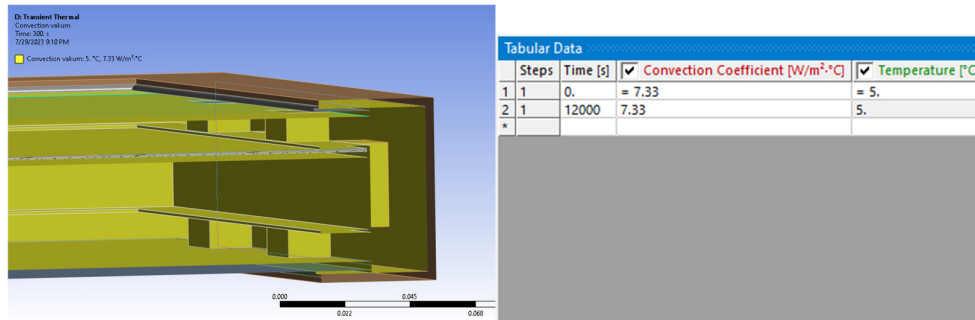 D: Transient Thermal
Convection vakum
Time: 300. s
7/29/2023 9:10 PM
Convection vakum: 5. °C, 7.33 W/m²·°C
0.000 0.045
0.022 0.068
Tabular Data
Steps Time [s] Convection Coefficient [W/m²·°C] Temperature [°C
1 1 0. = 7.33 = 5.
2 1 12000 7.33 5.
*